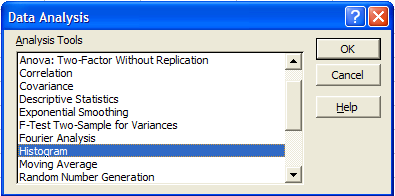 Data Analysis
Analysis Tools
OK
Anova: Two-Factor Without Replication
Correlation
Cancel
Covariance
Descriptive Statistics
Exponential Smoothing
Help
F-Test Two-Sample for Variances
Fourier Analysis
Histogram
Moving Average
Random Number Generation